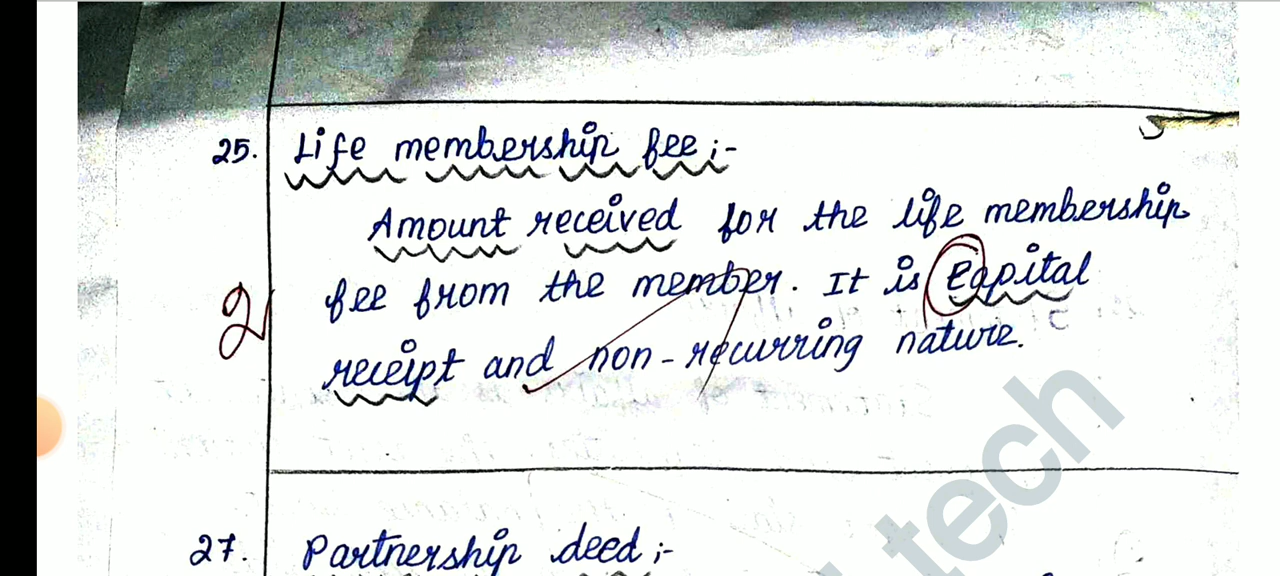 25. Life membership fee :-
Amount received for the life membership
fee from the member. It is Capital
2
receipt and non-recurring nature.
tech
27. Partnership deed :-